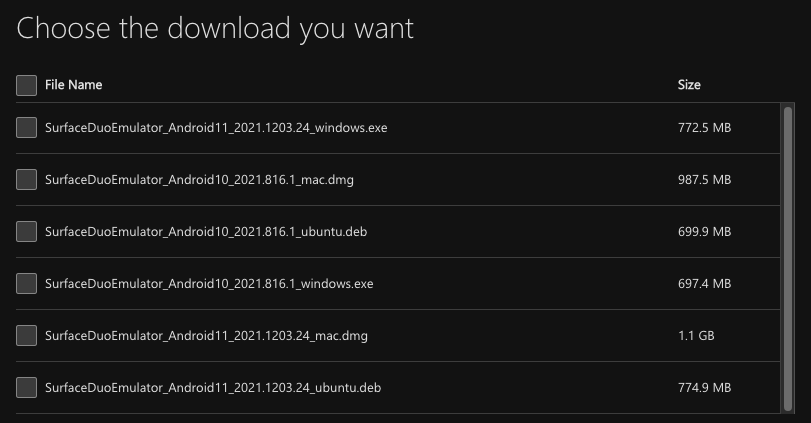 Choose the download you want
File Name Size
SurfaceDuoEmulator_Android11_2021.1203.24_windows.exe 772.5 MB
SurfaceDuoEmulator_Android10_2021.816.1_mac.dmg 987.5 MB
SurfaceDuoEmulator_Android10_2021.816.1_ubuntu.deb 699.9 MB
SurfaceDuoEmulator_Android10_2021.816.1_windows.exe 697.4 MB
SurfaceDuoEmulator_Android11_2021.1203.24_mac.dmg 1.1 GB
SurfaceDuoEmulator_Android11_2021.1203.24_ubuntu.deb 774.9 MB